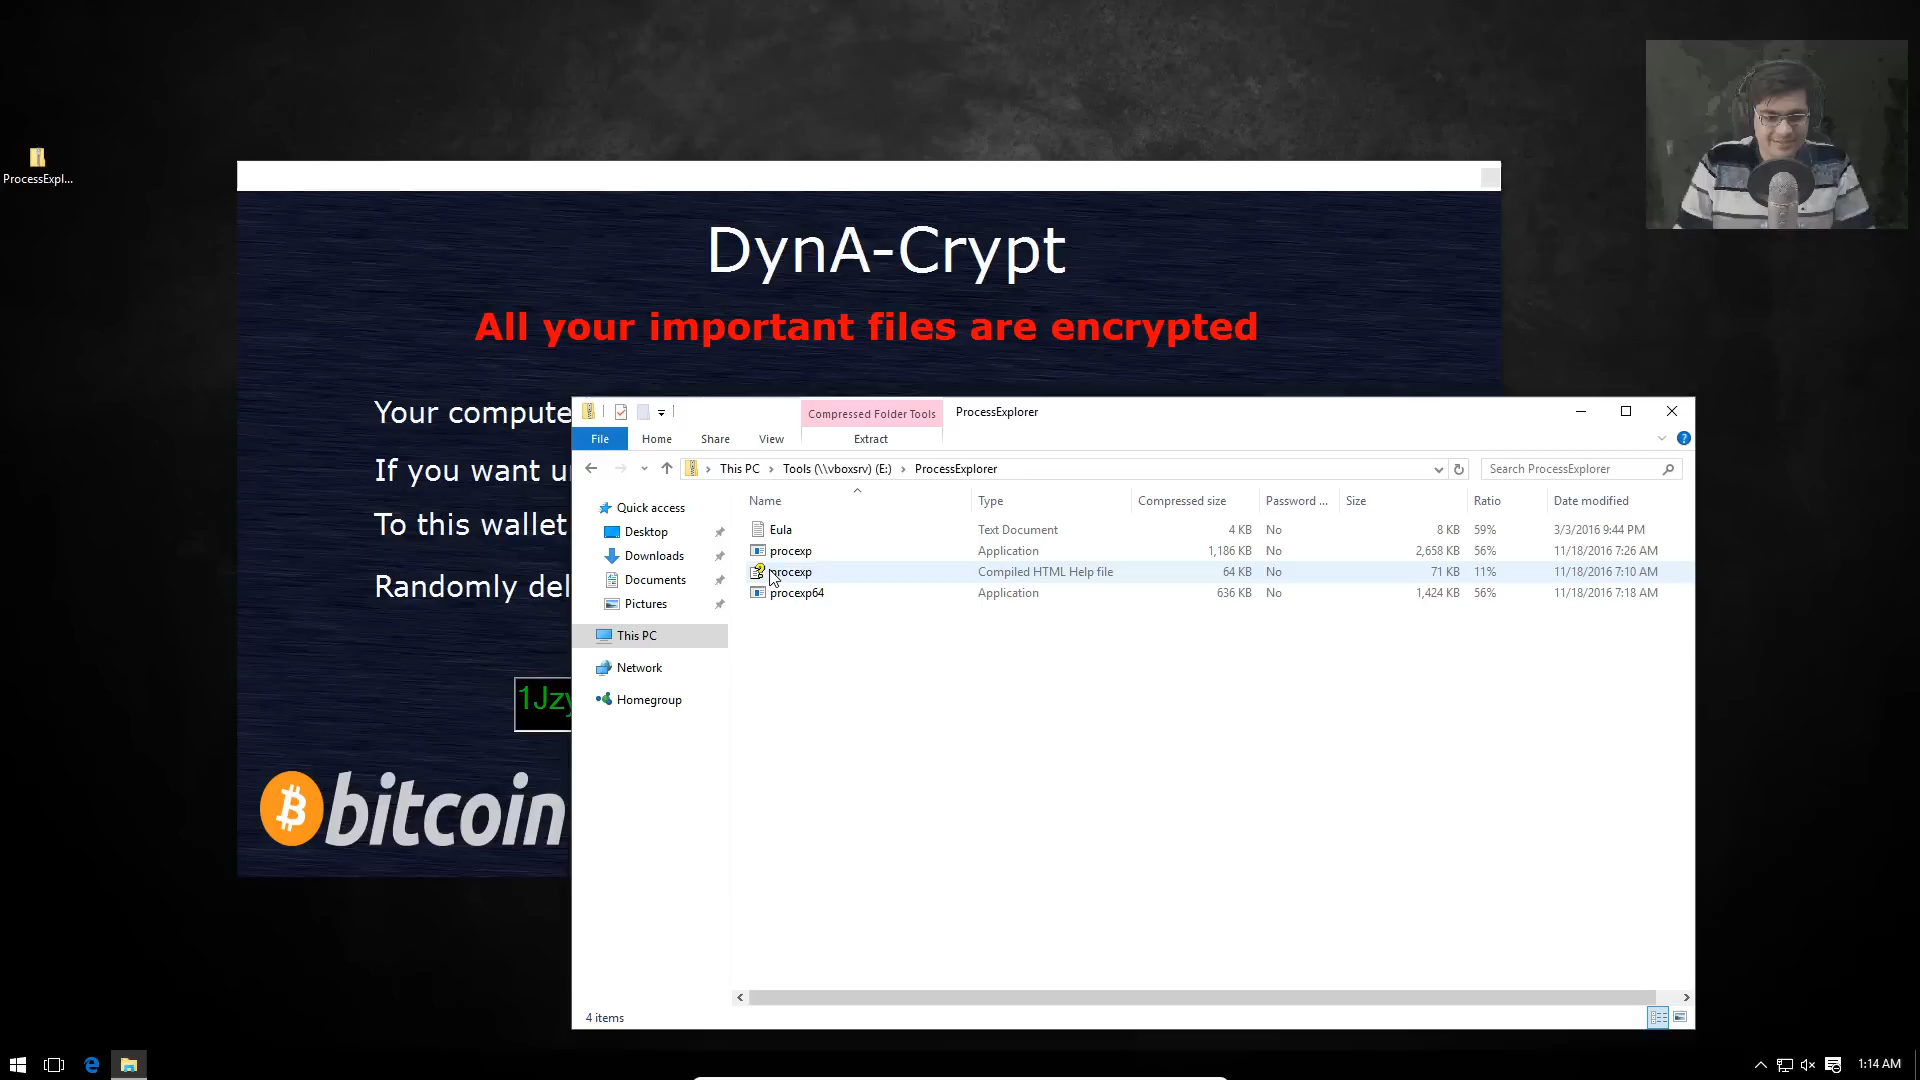 ProcessExpl...
DynA-Crypt
All your important files are encrypted
Your compute
If you want u
To this wallet
Randomly del
1Jzy
bitcoin
Compressed Folder Tools
ProcessExplorer
File
Home
Share
View
Extract
This PC
Tools (\\vboxsrv) (E:)
ProcessExplorer
Search ProcessExplorer
Quick access
Desktop
Downloads
Documents
Pictures
This PC
Network
Homegroup
Name Type Compressed size Password ... Size Ratio Date modified
Eula Text Document 4 KB No 8 KB 59% 3/3/2016 9:44 PM
procexp Application 1,186 KB No 2,658 KB 56% 11/18/2016 7:26 AM
procexp Compiled HTML Help file 64 KB No 71 KB 11% 11/18/2016 7:10 AM
procexp64 Application 636 KB No 1,424 KB 56% 11/18/2016 7:18 AM
4 items
1:14 AM